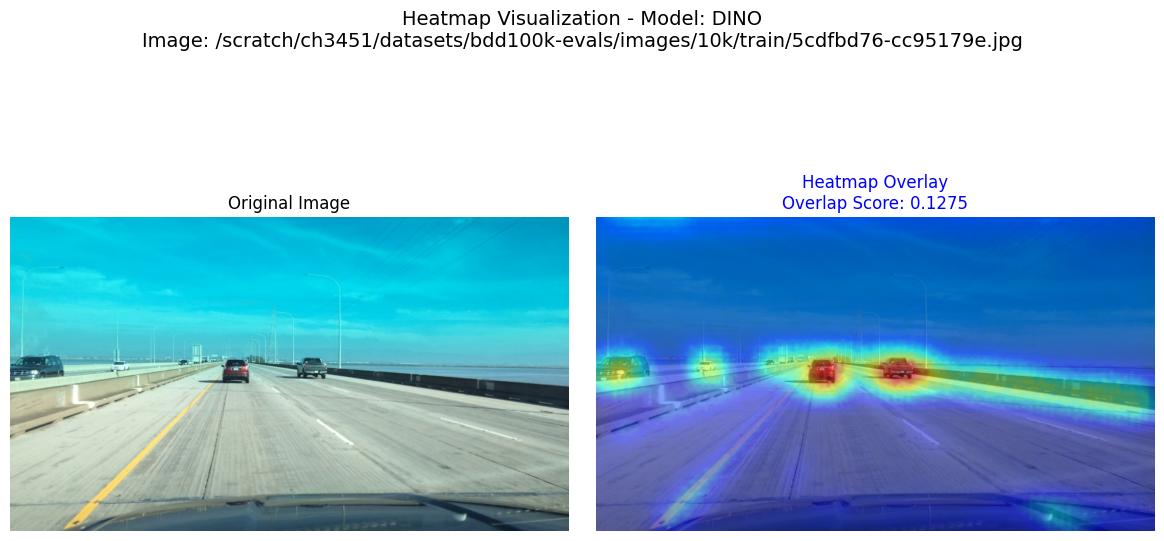 Heatmap Visualization - Model: DINO
Image: /scratch/ch3451/datasets/bdd100k-evals/images/10k/train/5cdfbd76-cc95179e.jpg
Original Image
Heatmap Overlay
Overlap Score: 0.1275